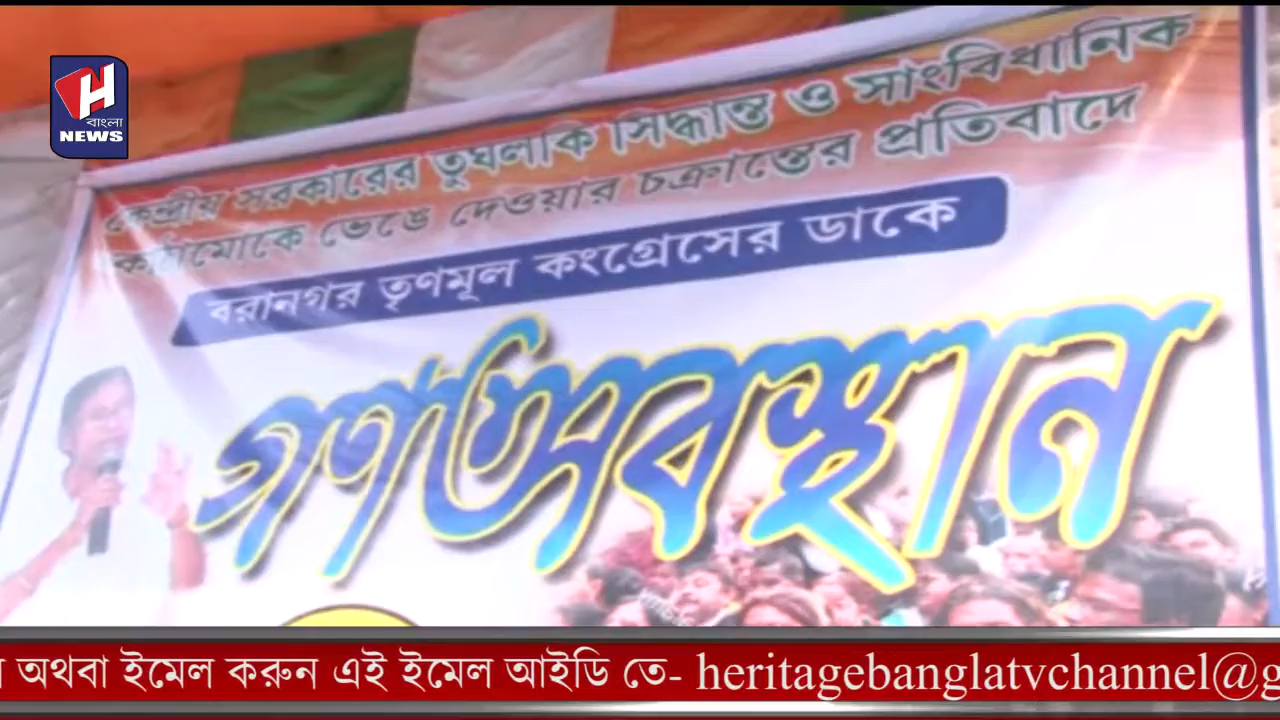 H
বাংলা
NEWS
কেন্দ্রীয় সরকারের তুঘলকি সিদ্ধান্ত ও সাংবিধানিক
কাঠামোকে ভেঙে দেওয়ার চক্রান্তের প্রতিবাদে
বরানগর তৃণমূল কংগ্রেসের ডাকে
গণঅবস্থান
অথবা ইমেল করুন এই ইমেল আইডি তে- heritagebanglatvchannel@g